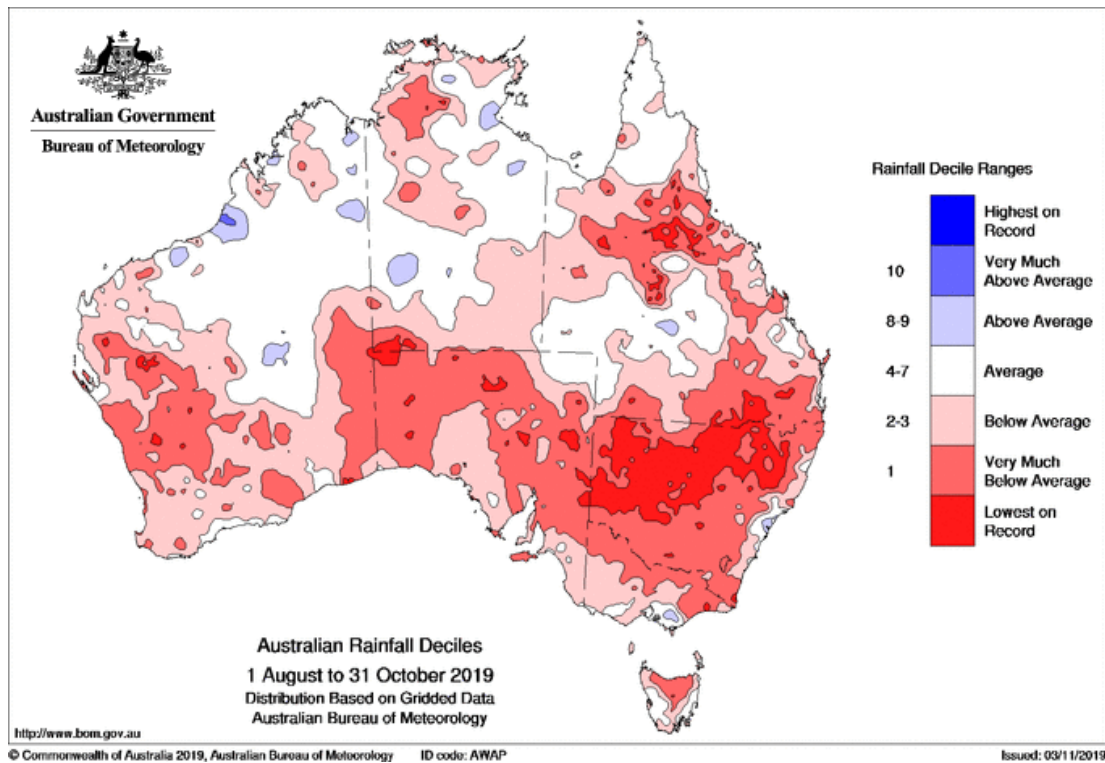 Australian Government
Bureau of Meteorology
Rainfall Decile Ranges
Highest on
Record
10
Very Much
Above Average
8-9
Above Average
4-7
Average
2-3
Below Average
1
Very Much
Below Average
Lowest on
Record
Australian Rainfall Deciles
1 August to 31 October 2019
Distribution Based on Gridded Data
Australian Bureau of Meteorology
http://www.bom.gov.au
© Commonwealth of Australia 2019, Australian Bureau of Meteorology ID code: AWAP Issued: 03/11/2019